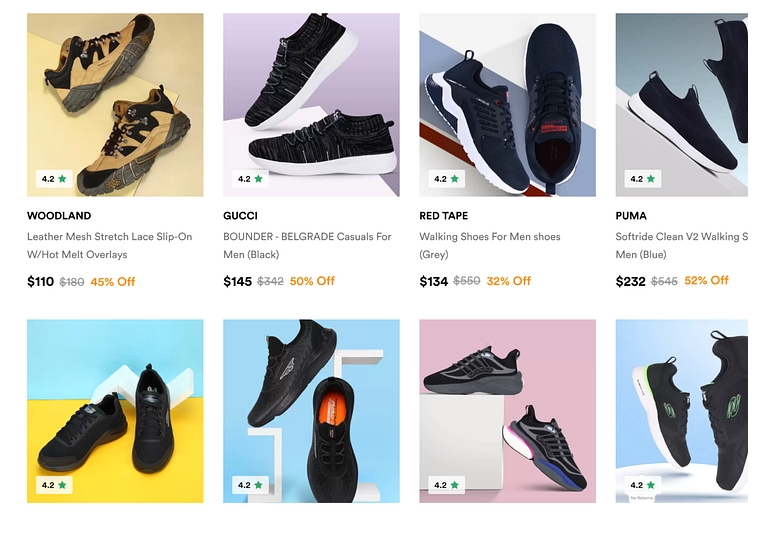 4.2
4.2
4.2
4.2
WOODLAND
GUCCI
RED TAPE
PUMA
Leather Mesh Stretch Lace Slip-On
W/Hot Melt Overlays
BOUNDER - BELGRADE Casuals For
Men (Black)
Walking Shoes For Men shoes
(Grey)
Softride Clean V2 Walking S
Men (Blue)
$110 $180 45% Off
$145 $342 50% Off
$134 $550 32% Off
$232 $545 52% Off
4.2
4.2
4.2
4.2
No Returns